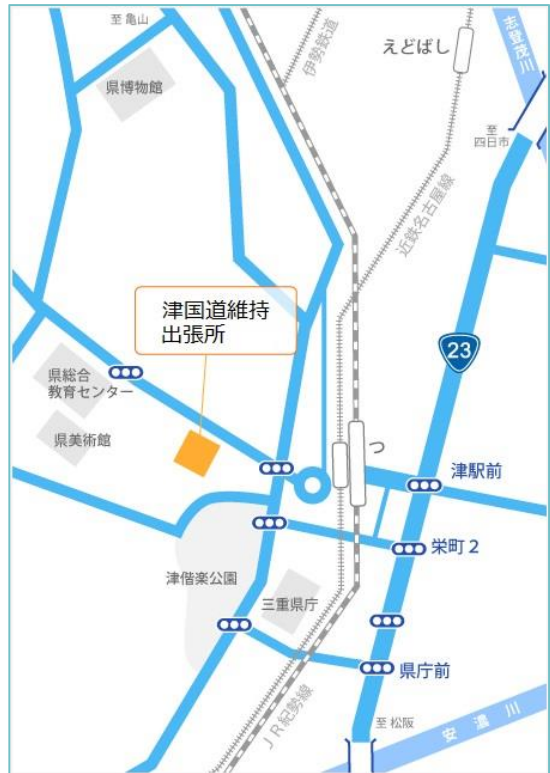 至 亀山
県博物館
伊勢鉄道
えどばし
志登茂川
至
四日市
近鉄名古屋線
津国道維持
出張所
23
県総合
教育センター
県美術館
つ
津駅前
栄町2
津偕楽公園
三重県庁
県庁前
JR紀勢線
至 松阪
安濃川